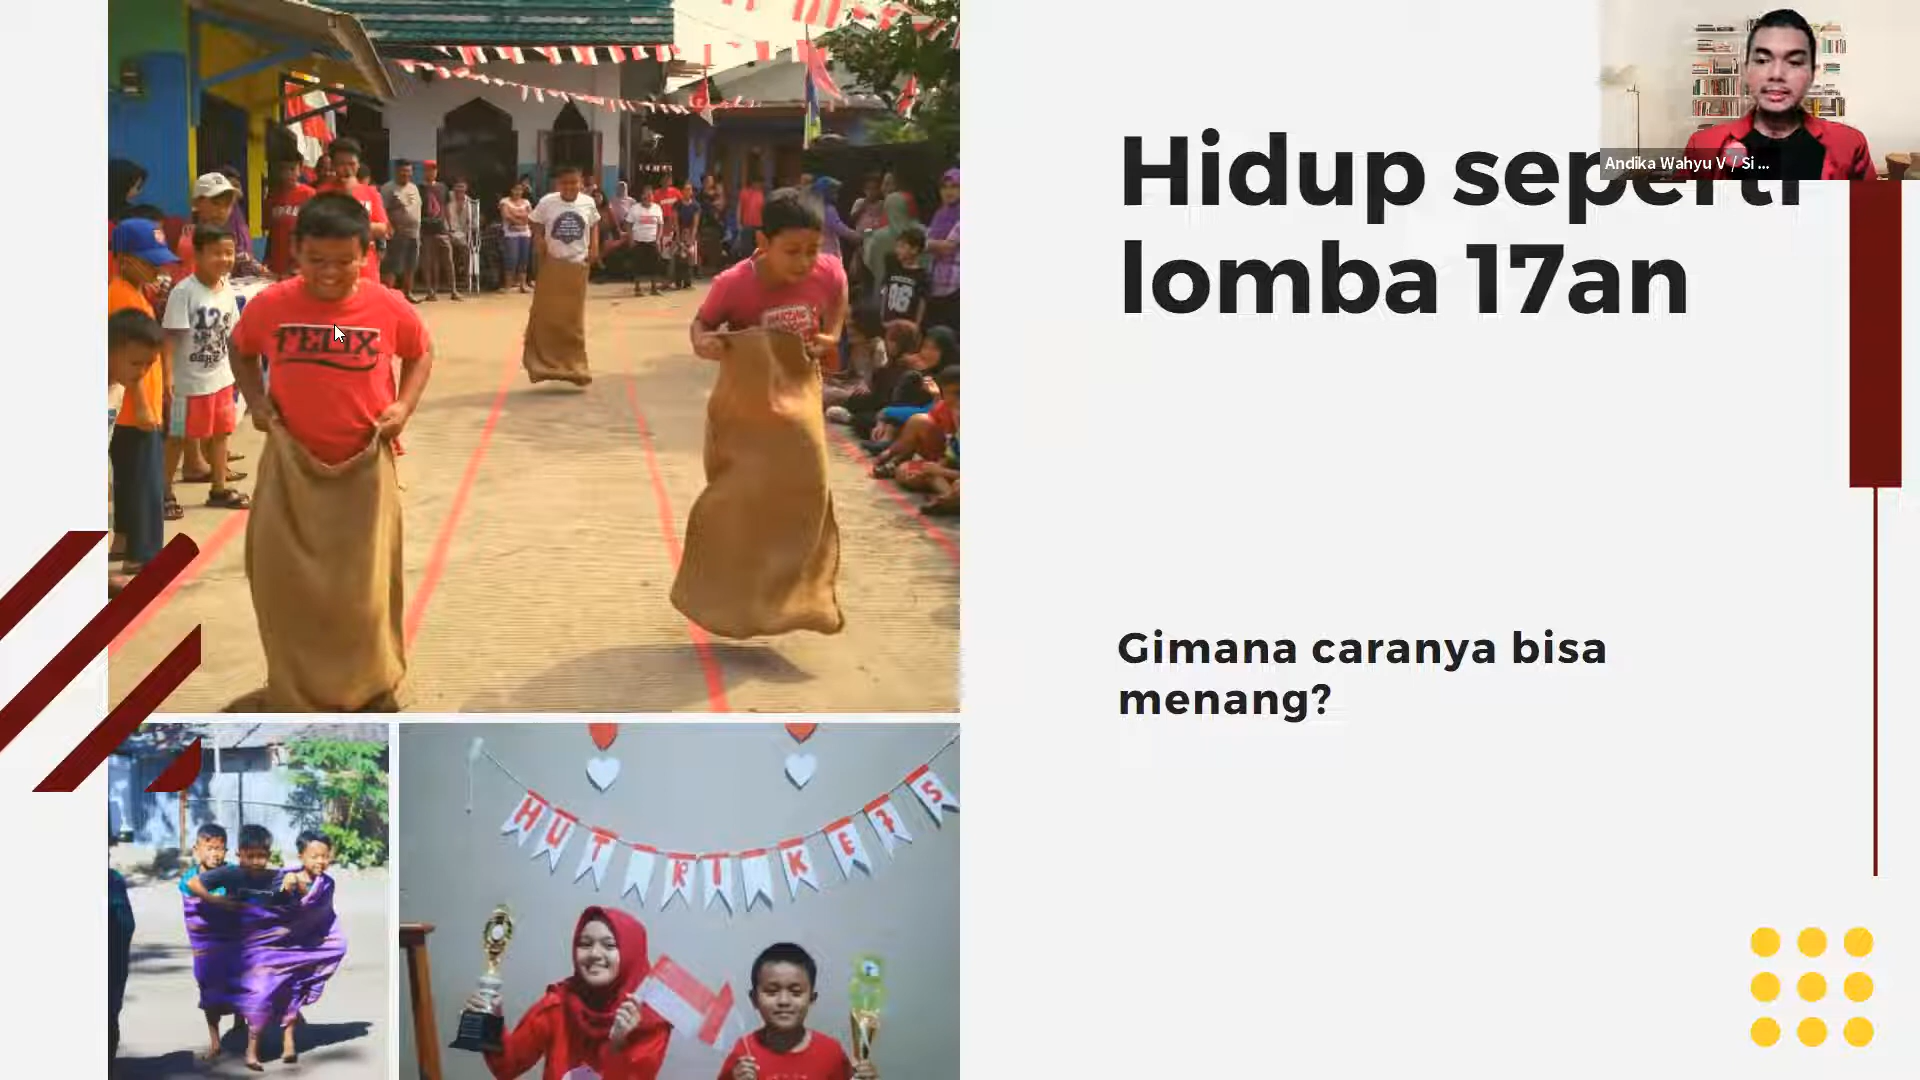 Hidup seperti
lomba 17an
Andika Wahyu V / Si ...
Gimana caranya bisa
menang?
FELIX
HUT RI KE 75